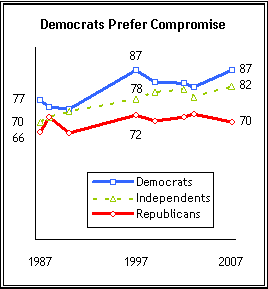 Democrats Prefer Compromise
87
87
77
78
82
70
70
66
72
Democrats
Independents
Republicans
1987 1997 2007